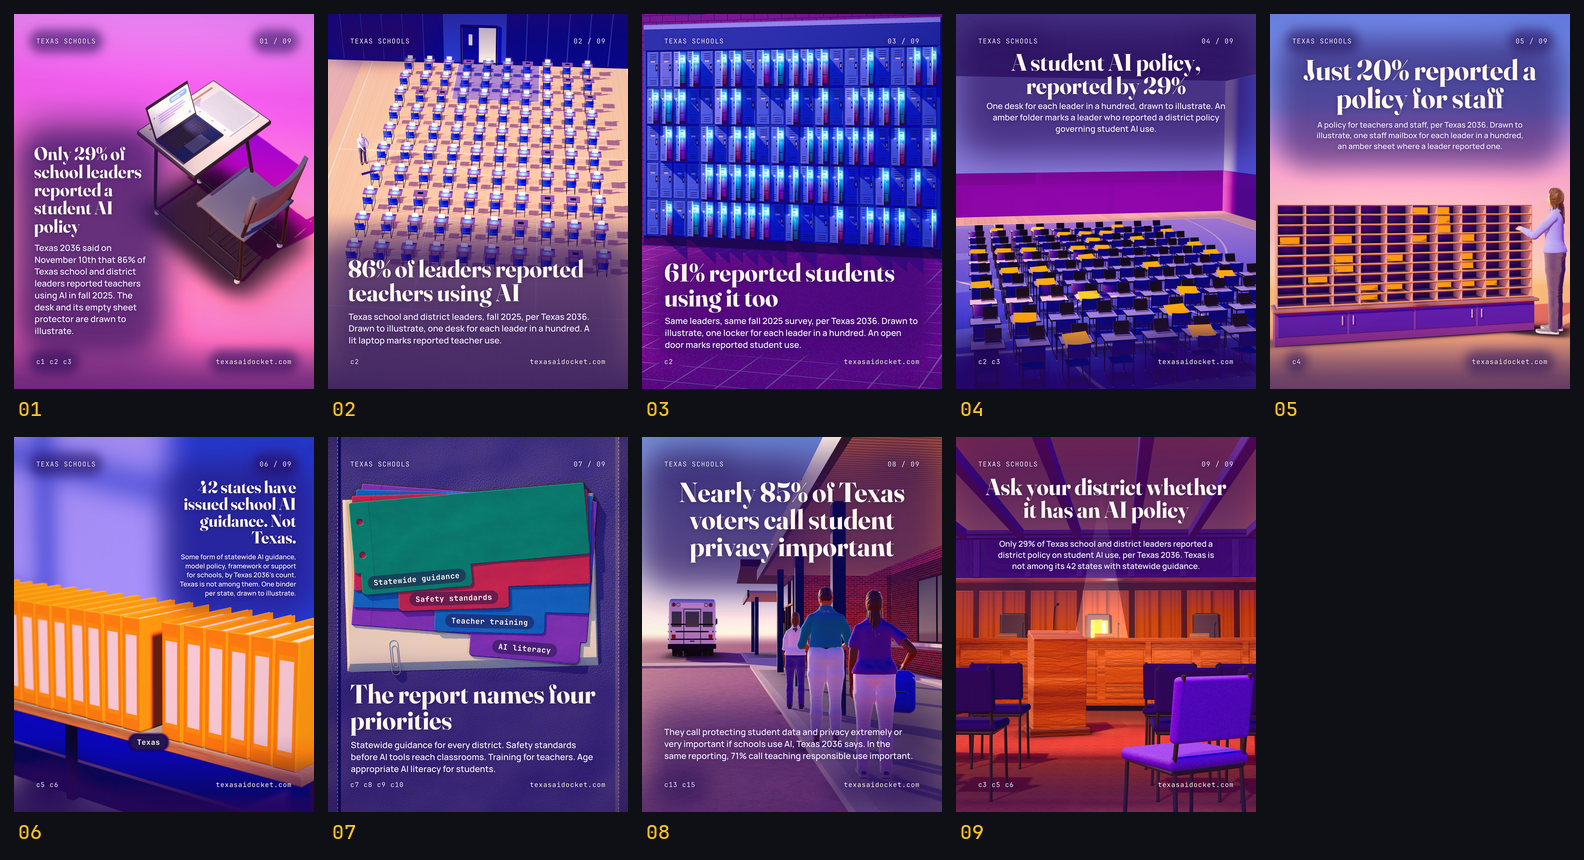 TEXAS SCHOOLS
01 / 09
Only 29% of
school leaders
reported a
student AI
policy
Texas 2036 said on
November 10th that 86% of
Texas school and district
leaders reported teachers
using AI in fall 2025. The
desk and its empty sheet
protector are drawn to
illustrate.
c1 c2 c3
texasaidocket.com
01
TEXAS SCHOOLS
02 / 09
86% of leaders reported
teachers using AI
Texas school and district leaders, fall 2025, per Texas 2036.
Drawn to illustrate, one desk for each leader in a hundred. A
lit laptop marks reported teacher use.
c2
texasaidocket.com
02
TEXAS SCHOOLS
03 / 09
61% reported students
using it too
Same leaders, same fall 2025 survey, per Texas 2036. Drawn to
illustrate, one locker for each leader in a hundred. An open
door marks reported student use.
c2
texasaidocket.com
03
TEXAS SCHOOLS
04 / 09
A student AI policy,
reported by 29%
One desk for each leader in a hundred, drawn to illustrate. An
amber folder marks a leader who reported a district policy
governing student AI use.
c2 c3
texasaidocket.com
04
TEXAS SCHOOLS
05 / 09
Just 20% reported a
policy for staff
A policy for teachers and staff, per Texas 2036. Drawn to
illustrate, one staff mailbox for each leader in a hundred,
an amber sheet where a leader reported one.
c4
texasaidocket.com
05
TEXAS SCHOOLS
06 / 09
42 states have
issued school AI
guidance. Not
Texas.
Some form of statewide AI guidance,
model policy, framework or support
for schools, by Texas 2036's count.
Texas is not among them. One binder
per state, drawn to illustrate.
Texas
c5 c6
texasaidocket.com
06
TEXAS SCHOOLS
07 / 09
Statewide guidance
Safety standards
Teacher training
AI literacy
The report names four
priorities
Statewide guidance for every district. Safety standards
before AI tools reach classrooms. Training for teachers. Age
appropriate AI literacy for students.
c7 c8 c9 c10
texasaidocket.com
07
TEXAS SCHOOLS
08 / 09
Nearly 85% of Texas
voters call student
privacy important
They call protecting student data and privacy extremely or
very important if schools use AI, Texas 2036 says. In the
same reporting, 71% call teaching responsible use important.
c13 c15
texasaidocket.com
08
TEXAS SCHOOLS
09 / 09
Ask your district whether
it has an AI policy
Only 29% of Texas school and district leaders reported a
district policy on student AI use, per Texas 2036. Texas is
not among its 42 states with statewide guidance.
c3 c5 c6
texasaidocket.com
09